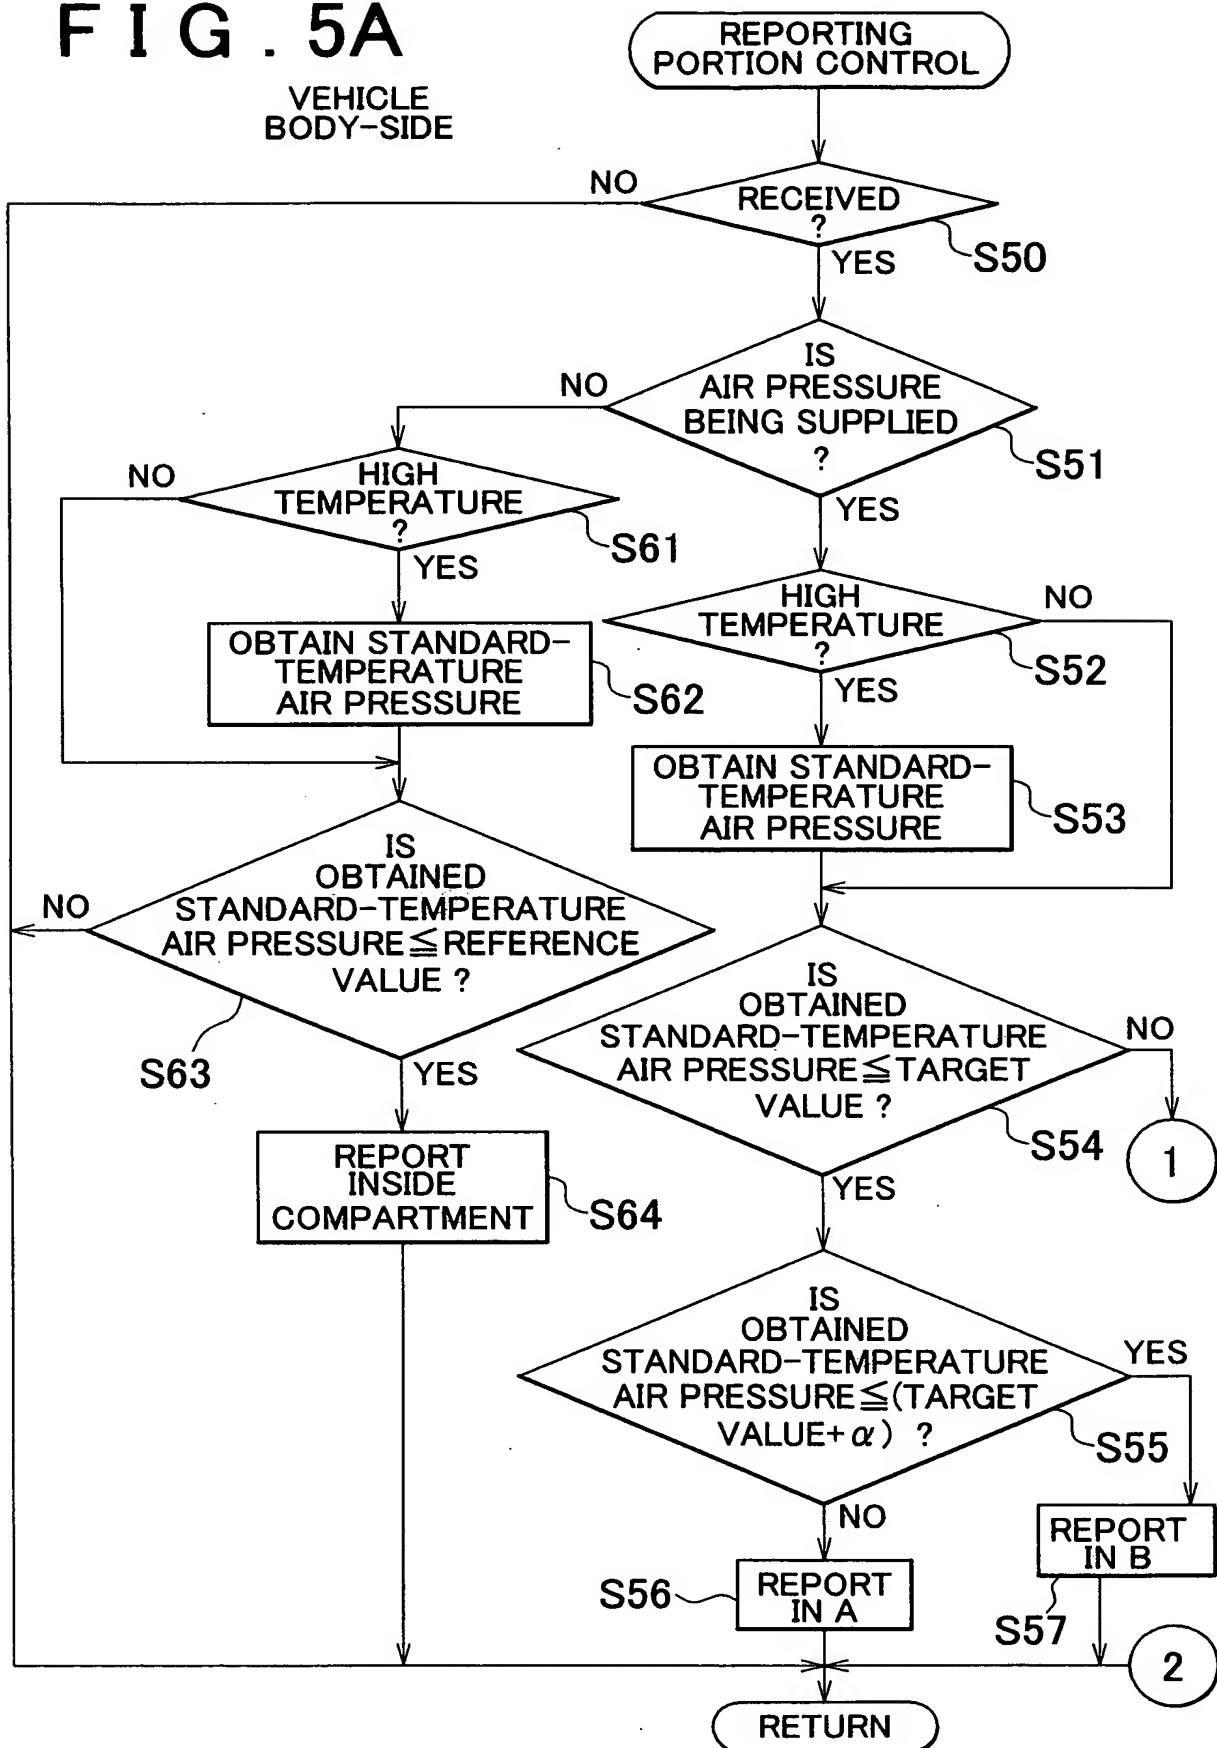 FIG. 5A
VEHICLE
BODY-SIDE
REPORTING
PORTION CONTROL
NO
RECEIVED
?
S50
YES
IS
AIR PRESSURE
BEING SUPPLIED
?
NO
S51
YES
NO
HIGH
TEMPERATURE
?
S61
YES
HIGH
TEMPERATURE
?
NO
S52
YES
OBTAIN STANDARD-
TEMPERATURE
AIR PRESSURE
S62
OBTAIN STANDARD-
TEMPERATURE
AIR PRESSURE
S53
IS
OBTAINED
STANDARD-TEMPERATURE
AIR PRESSURE≦REFERENCE
VALUE ?
NO
S63
YES
IS
OBTAINED
STANDARD-TEMPERATURE
AIR PRESSURE≦TARGET
VALUE ?
NO
S54
1
YES
REPORT
INSIDE
COMPARTMENT
S64
IS
OBTAINED
STANDARD-TEMPERATURE
AIR PRESSURE≦(TARGET
VALUE+α) ?
YES
S55
NO
REPORT
IN A
S56
REPORT
IN B
S57
2
RETURN